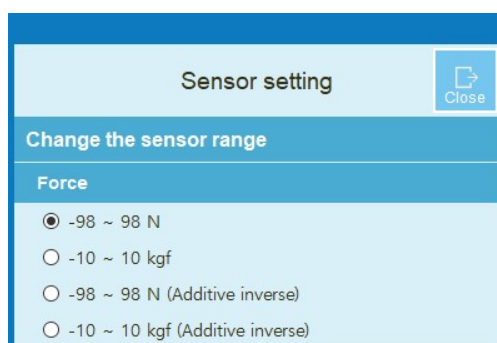 Sensor setting
Close
Change the sensor range
Force
-98 ~ 98 N
-10 ~ 10 kgf
-98 ~ 98 N (Additive inverse)
-10 ~ 10 kgf (Additive inverse)